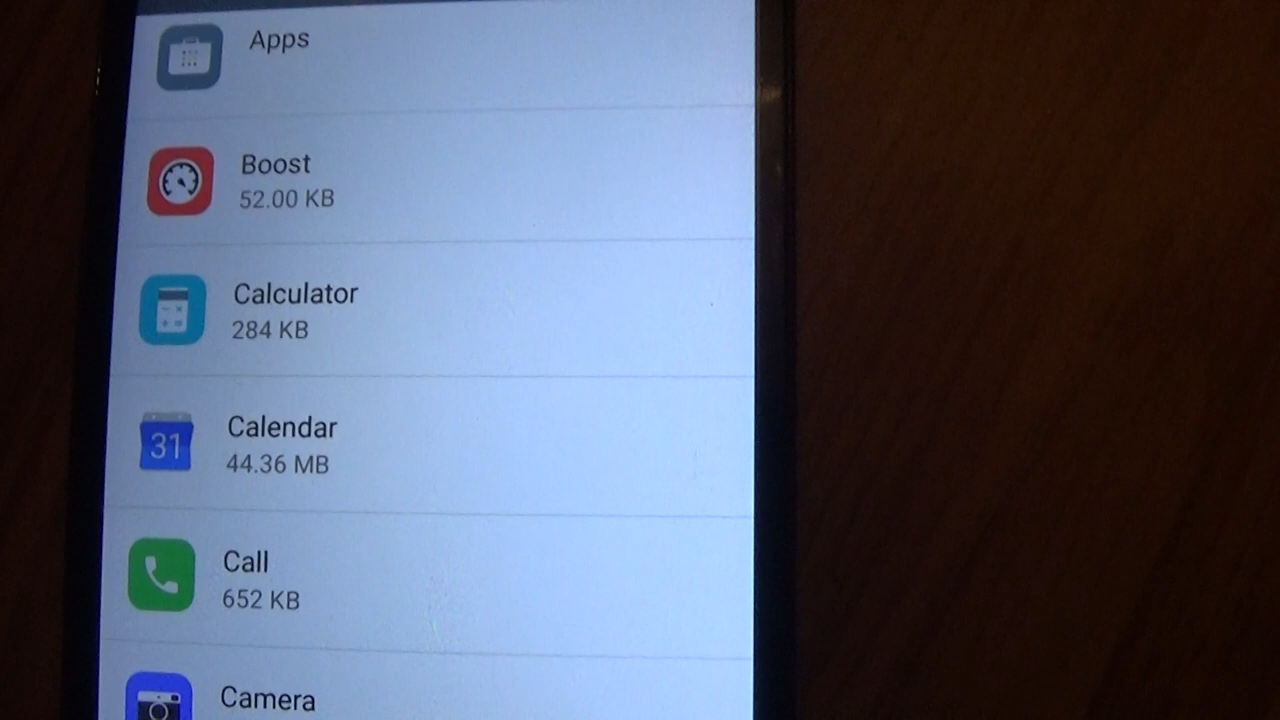 Apps
Boost
52.00 KB
Calculator
284 KB
31
Calendar
44.36 MB
Call
652 KB
Camera